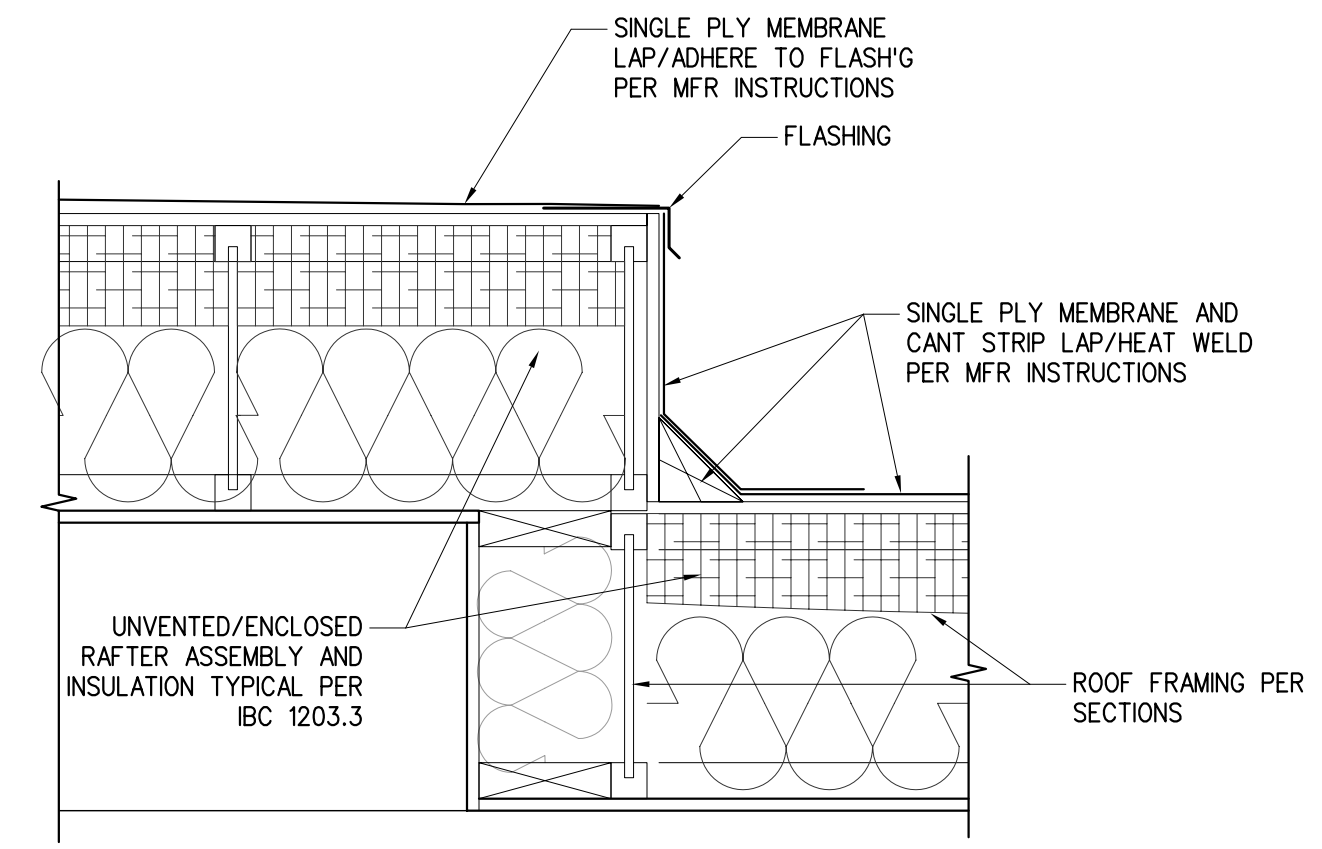 SINGLE PLY MEMBRANE
LAP/ADHERE TO FLASH'G
PER MFR INSTRUCTIONS
FLASHING
SINGLE PLY MEMBRANE AND
CANT STRIP LAP/HEAT WELD
PER MFR INSTRUCTIONS
UNVENTED/ENCLOSED
RAFTER ASSEMBLY AND
INSULATION TYPICAL PER
IBC 1203.3
ROOF FRAMING PER
SECTIONS